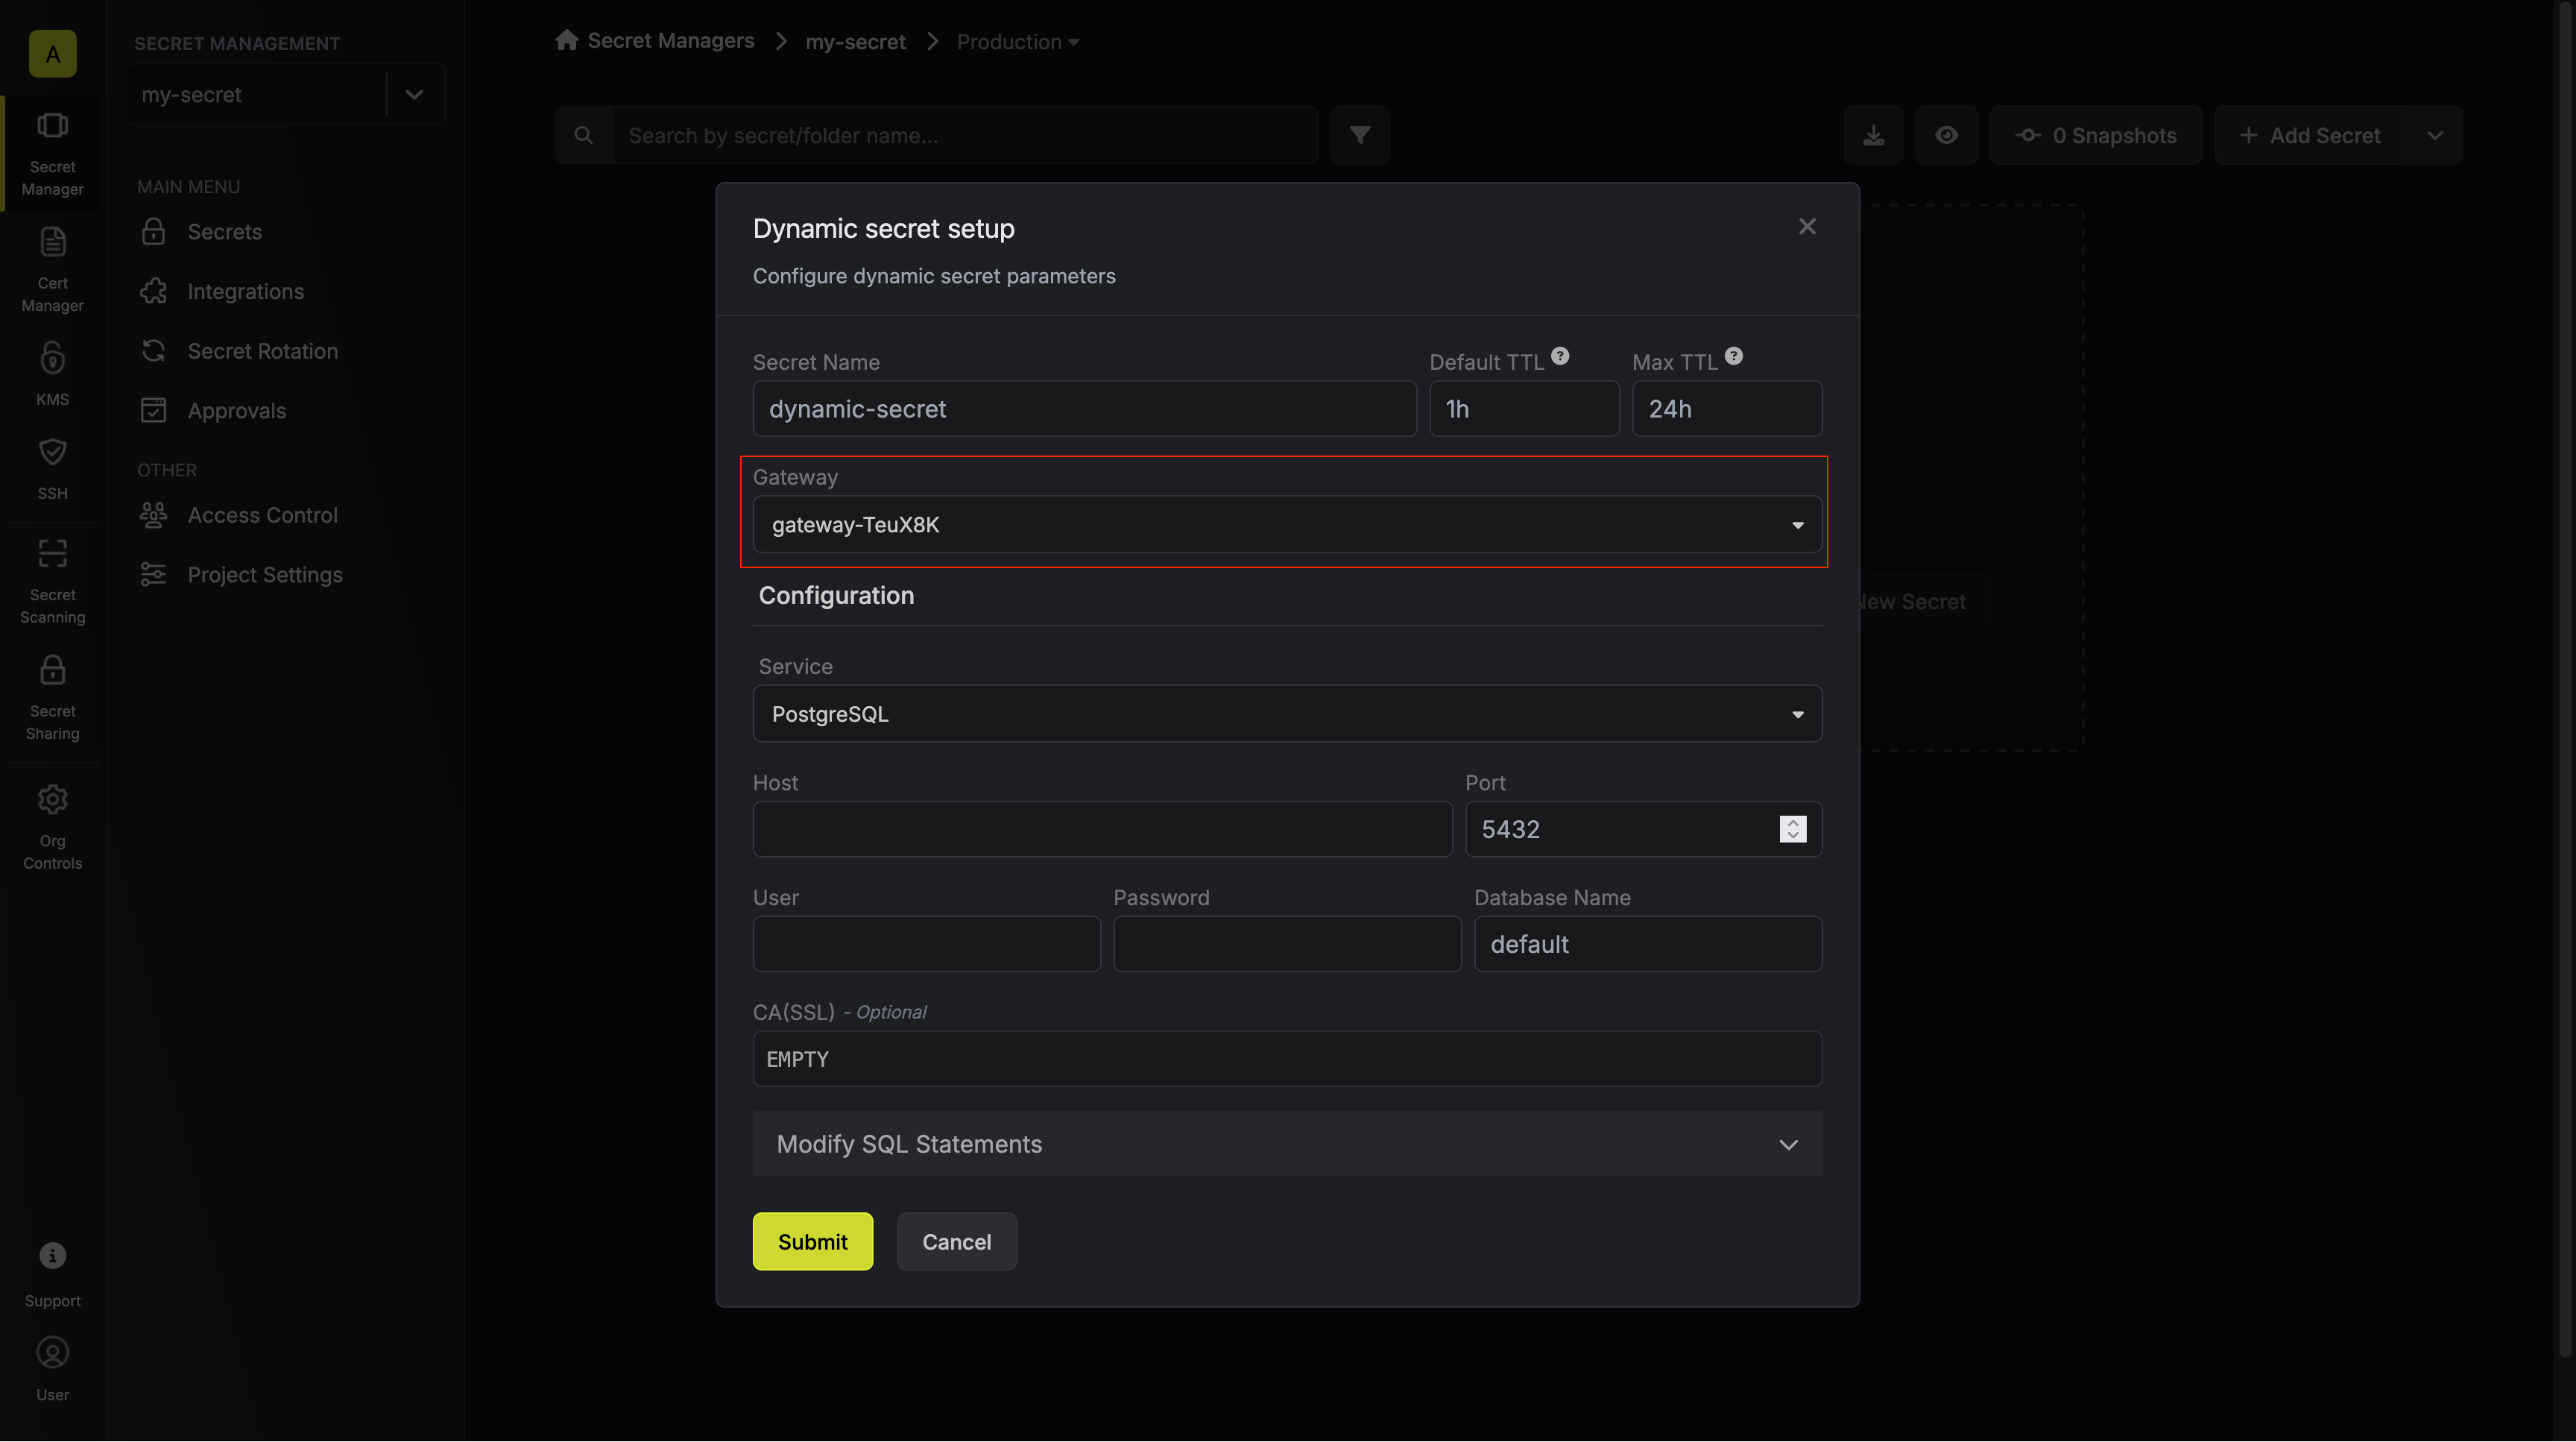 A
Secret
Manager
Cert
Manager
KMS
SSH
Secret
Scanning
Secret
Sharing
Org
Controls
Support
User
SECRET MANAGEMENT
my-secret
MAIN MENU
Secrets
Integrations
Secret Rotation
Approvals
OTHER
Access Control
Project Settings
Secret Managers my-secret Production
Search by secret/folder name...
0 Snapshots
Add Secret
Dynamic secret setup
Configure dynamic secret parameters
Secret Name Default TTL ? Max TTL ?
dynamic-secret 1h 24h
Gateway
gateway-TeuX8K
Configuration
Service
PostgreSQL
Host Port
5432
User Password Database Name
default
CA(SSL) - Optional
EMPTY
Modify SQL Statements
Submit Cancel
Secret